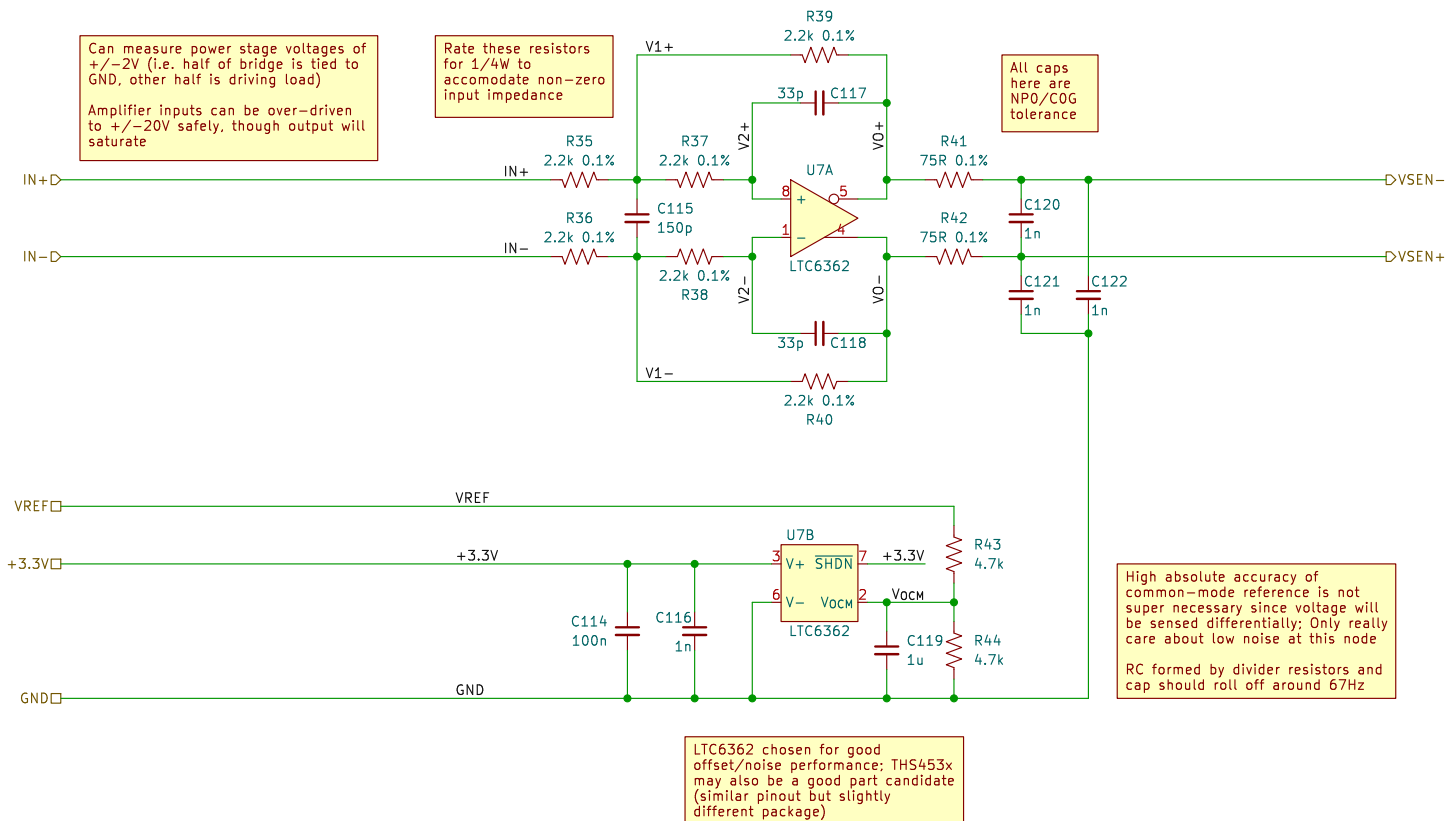 R39
2.2k 0.1%
Can measure power stage voltages of
+/-2V (i.e. half of bridge is tied to
GND, other half is driving load)
Amplifier inputs can be over-driven
to +/-20V safely, though output will
saturate
Rate these resistors
for 1/4W to
accomodate non-zero
input impedance
V1+
All caps
here are
NP0/C0G
tolerance
33p C117
V2+
VO+
R35
2.2k 0.1%
R37
2.2k 0.1%
R41
75R 0.1%
U7A
IN+
IN+
VSEN-
8
+
5
C115
150p
C120
1n
R36
2.2k 0.1%
R42
75R 0.1%
1
-
4
IN-
IN-
VSEN+
LTC6362
2.2k 0.1%
R38
V2-
VO-
C121
1n
C122
1n
33p C118
V1-
2.2k 0.1%
R40
VREF
VREF
U7B
R43
4.7k
+3.3V
+3.3V
3
V+
SHDN
7
+3.3V
6
V-
VOCM
2
VOCM
LTC6362
C114
100n
C116
1n
C119
1u
R44
4.7k
High absolute accuracy of
common-mode reference is not
super necessary since voltage will
be sensed differentially; Only really
care about low noise at this node
RC formed by divider resistors and
cap should roll off around 67Hz
GND
GND
LTC6362 chosen for good
offset/noise performance; THS453x
may also be a good part candidate
(similar pinout but slightly
different package)